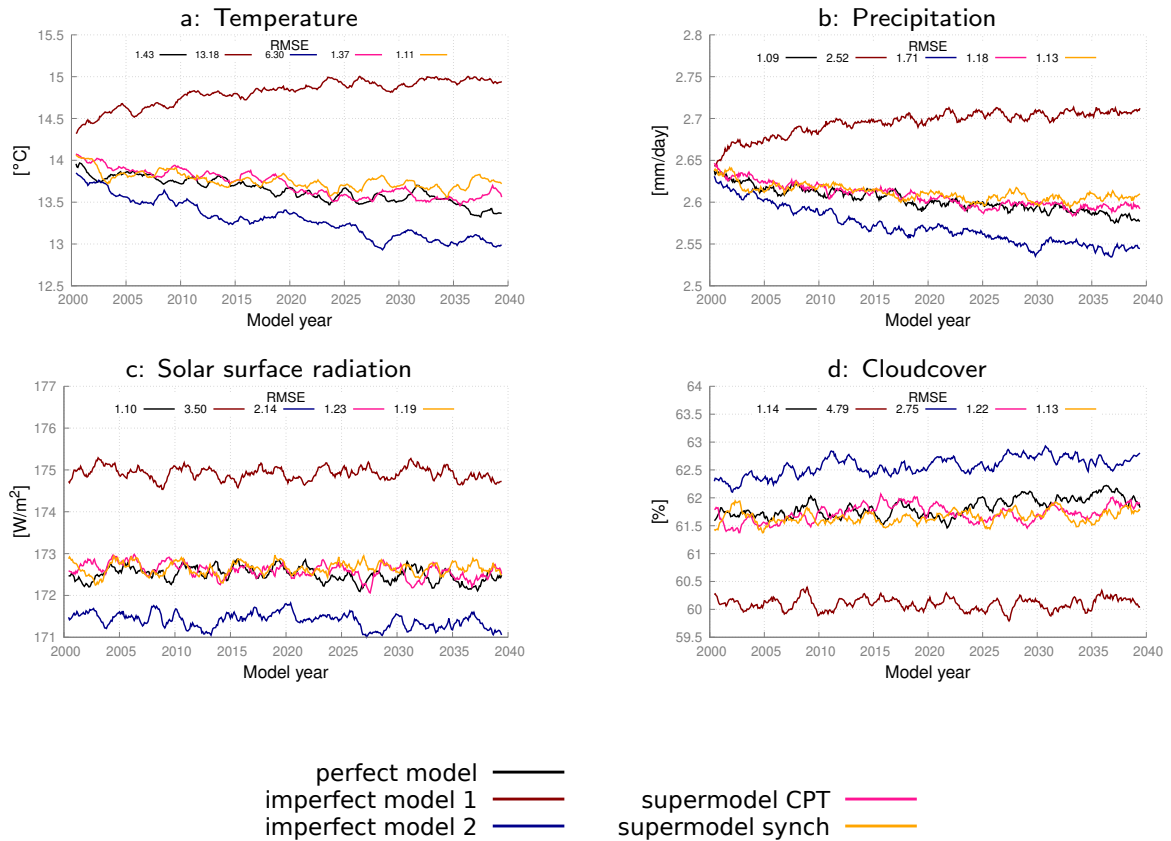 a: Temperature
RMSE
1.43 13.18 6.30 1.37 1.11
15.5
15
14.5
14
13.5
13
12.5
[°C]
2000 2005 2010 2015 2020 2025 2030 2035 2040
Model year
b: Precipitation
RMSE
1.09 2.52 1.71 1.18 1.13
2.8
2.75
2.7
2.65
2.6
2.55
2.5
[mm/day]
2000 2005 2010 2015 2020 2025 2030 2035 2040
Model year
c: Solar surface radiation
RMSE
1.10 3.50 2.14 1.23 1.19
177
176
175
174
173
172
171
[W/m²]
2000 2005 2010 2015 2020 2025 2030 2035 2040
Model year
d: Cloudcover
RMSE
1.14 4.79 2.75 1.22 1.13
64
63.5
63
62.5
62
61.5
60.5
60
59.5
[%]
2000 2005 2010 2015 2020 2025 2030 2035 2040
Model year
perfect model
imperfect model 1
imperfect model 2
supermodel CPT
supermodel synch